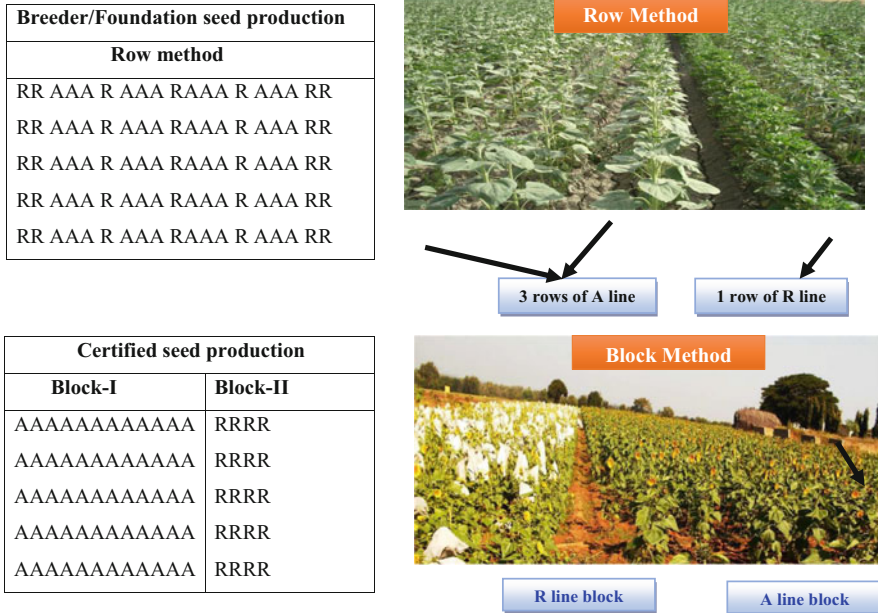 Breeder/Foundation seed production
Row method
RR AAA R AAA RAAA R AAA RR
RR AAA R AAA RAAA R AAA RR
RR AAA R AAA RAAA R AAA RR
RR AAA R AAA RAAA R AAA RR
RR AAA R AAA RAAA R AAA RR
Row Method
3 rows of A line
1 row of R line
Certified seed production
Block-I Block-II
AAAAAAAAAAAA RRRR
AAAAAAAAAAAA RRRR
AAAAAAAAAAAA RRRR
AAAAAAAAAAAA RRRR
AAAAAAAAAAAA RRRR
Block Method
R line block
A line block